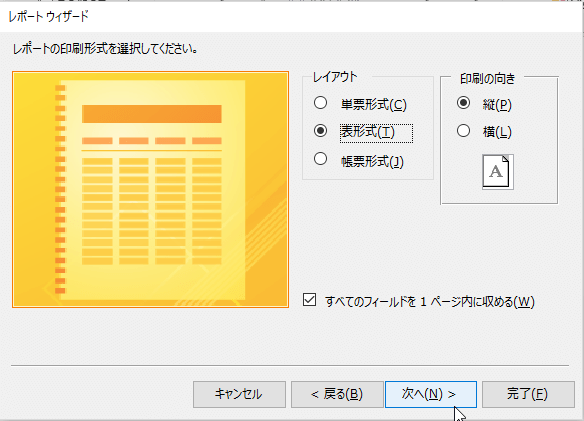 レポート ウィザード
レポートの印刷形式を選択してください。
レイアウト
単票形式(C)
表形式(T)
帳票形式(J)
印刷の向き
縦(P)
横(L)
A
すべてのフィールドを 1 ページ内に収める(W)
キャンセル
< 戻る(B)
次へ(N) >
完了(F)